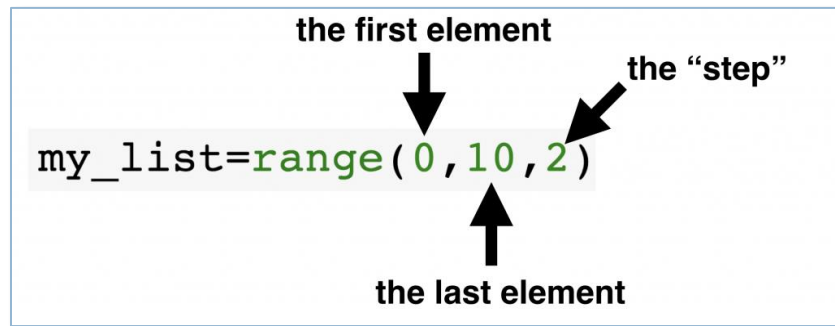 the first element
the “step”
my_list=range(0,10,2)
the last element